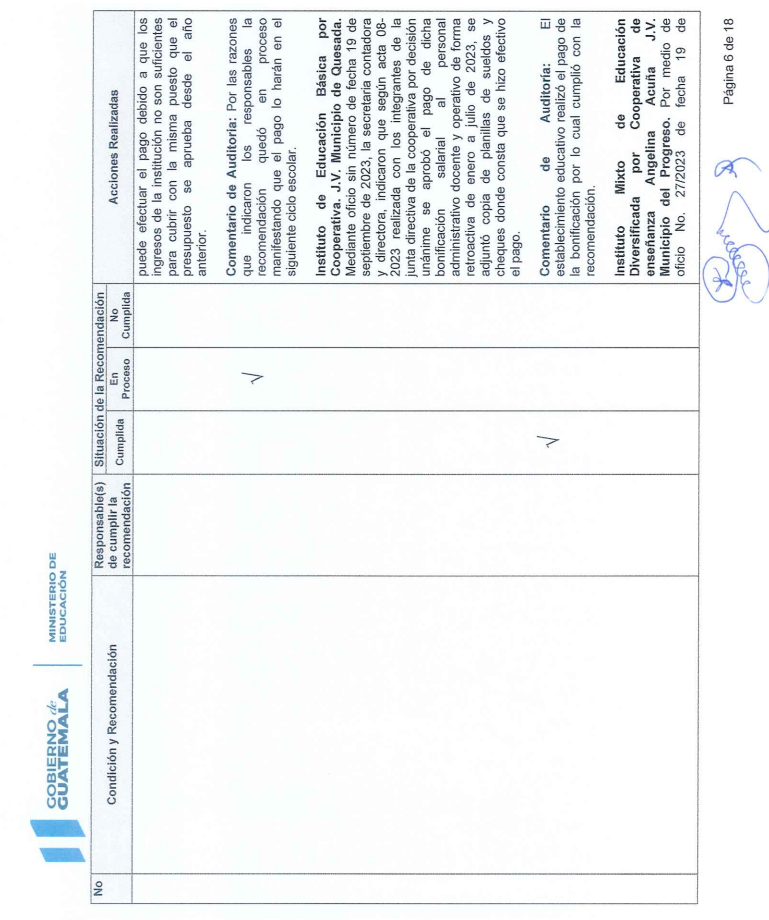 GOBIERNO de
GUATEMALA
MINISTERIO DE
EDUCACIÓN
No
Condición y Recomendación
Responsable(s)
de cumplir la
recomendación
Situación de la Recomendación
Cumplida
En
Proceso
No
Cumplida
Acciones Realizadas
puede efectuar el pago debido a que los
ingresos de la institución no son suficientes
para cubrir con la misma puesto que el
presupuesto se aprueba desde el año
anterior.
Comentario de Auditoría: Por las razones
que indicaron los responsables la
recomendación quedó en proceso
manifestando que el pago lo harán en el
siguiente ciclo escolar.
√
Instituto de Educación Básica por
Cooperativa. J.V. Municipio de Quesada.
Mediante oficio sin número de fecha 19 de
septiembre de 2023, la secretaria contadora
y directora, indicaron que según acta 08-
2023 realizada con los integrantes de la
junta directiva de la cooperativa por decisión
unánime se aprobó el pago de dicha
bonificación salarial al personal
administrativo docente y operativo de forma
retroactiva de enero a julio de 2023, se
adjuntó copia de planillas de sueldos y
cheques donde consta que se hizo efectivo
el pago.
Comentario de Auditoría: El
establecimiento educativo realizó el pago de
la bonificación por lo cual cumplió con la
recomendación.
√
Instituto Mixto de Educación
Diversificada por Cooperativa de
enseñanza Angelina Acuña J.V.
Municipio del Progreso. Por medio de
oficio No. 27/2023 de fecha 19 de
Página 6 de 18